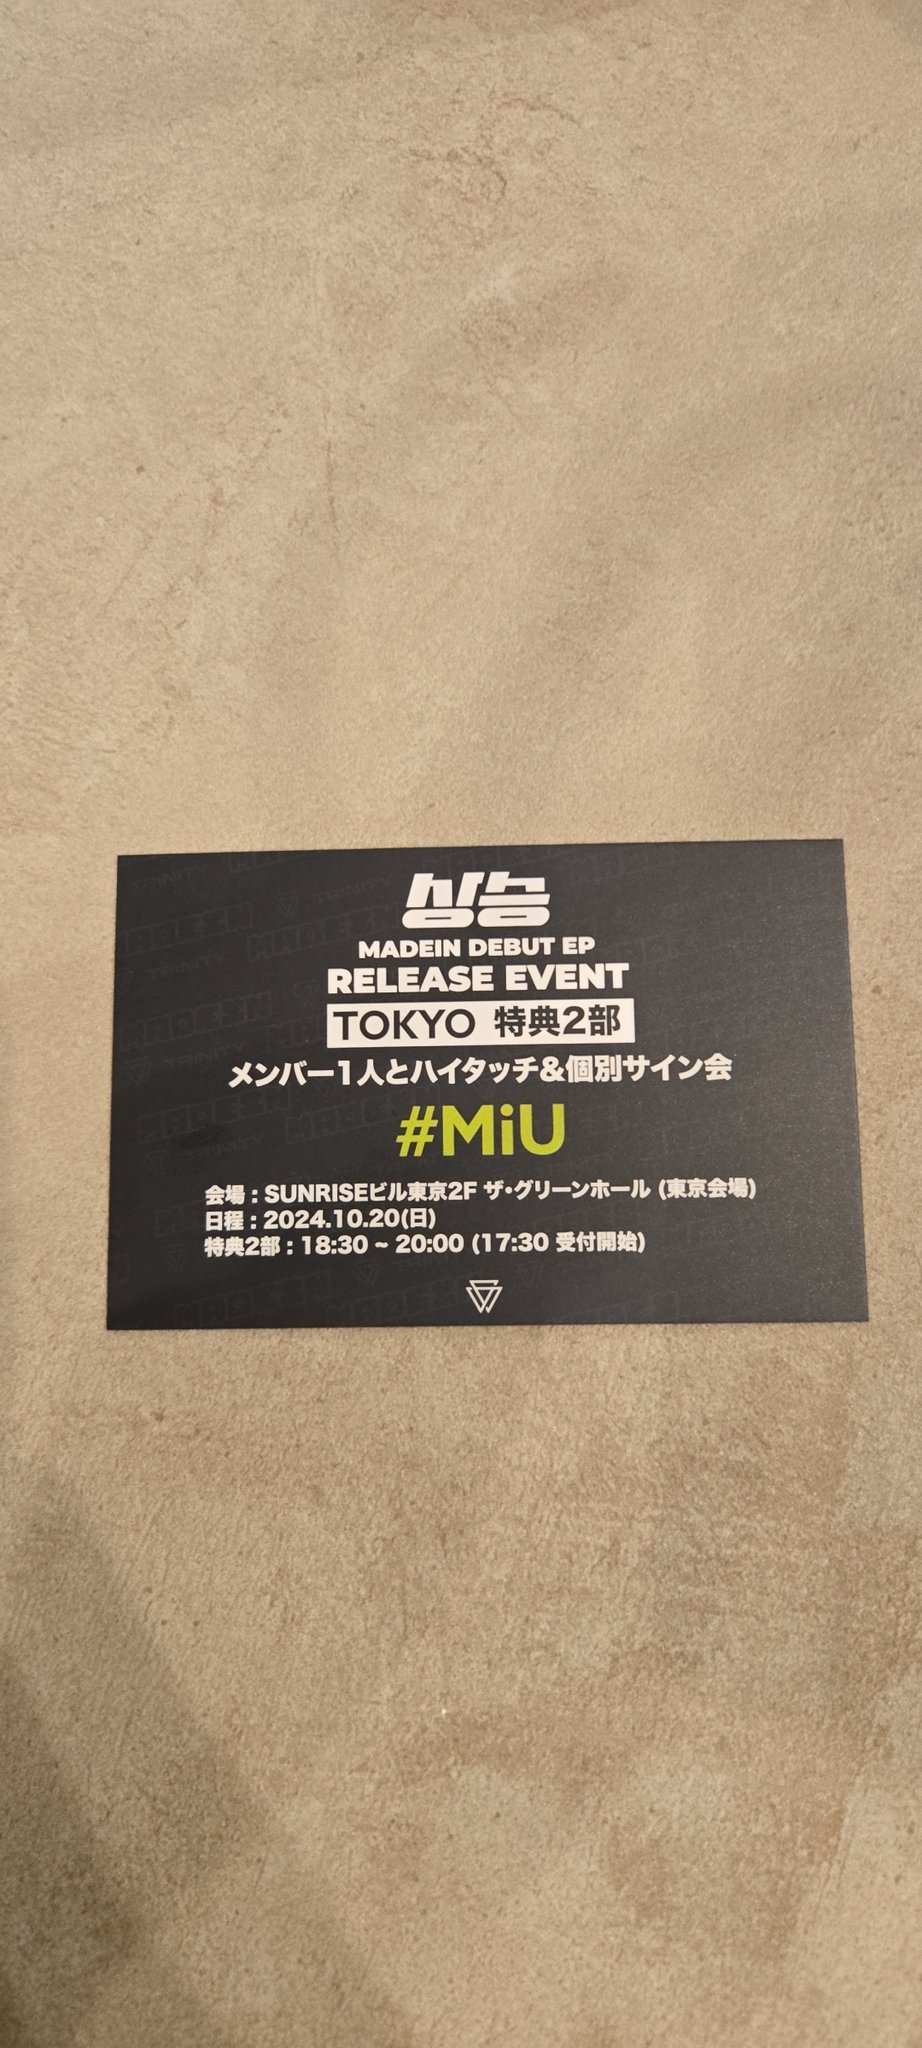 상승
MADEIN DEBUT EP
RELEASE EVENT
TOKYO 特典2部
メンバー1人とハイタッチ&個別サイン会
#MiU
会場 : SUNRISEビル東京2F ザ・グリーンホール (東京会場)
日程 : 2024.10.20(日)
特典2部 : 18:30 ~ 20:00 (17:30 受付開始)